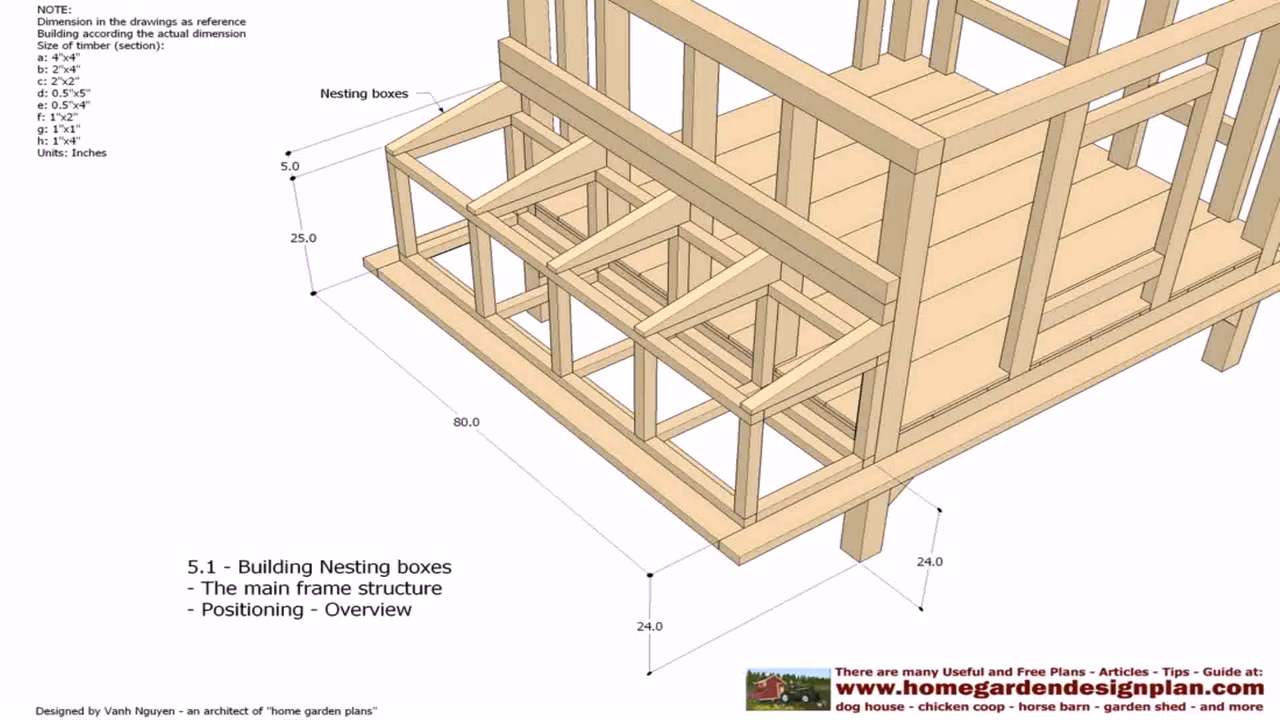 NOTE:
Dimension in the drawings as reference
Building according the actual dimension
Size of timber (section):
a: 4"x4"
b: 2"x4"
c: 2"x2"
d: 0.5"x5"
e: 0.5"x4"
f: 1"x2"
g: 1"x1"
h: 1"x4"
Units: Inches
Nesting boxes
5.0
25.0
80.0
24.0
24.0
5.1 - Building Nesting boxes
- The main frame structure
- Positioning - Overview
Designed by Vanh Nguyen - an architect of "home garden plans"
There are many Useful and Free Plans - Articles - Tips - Guide at:
www.homegardendesignplan.com
dog house - chicken coop - horse barn - garden shed - and more